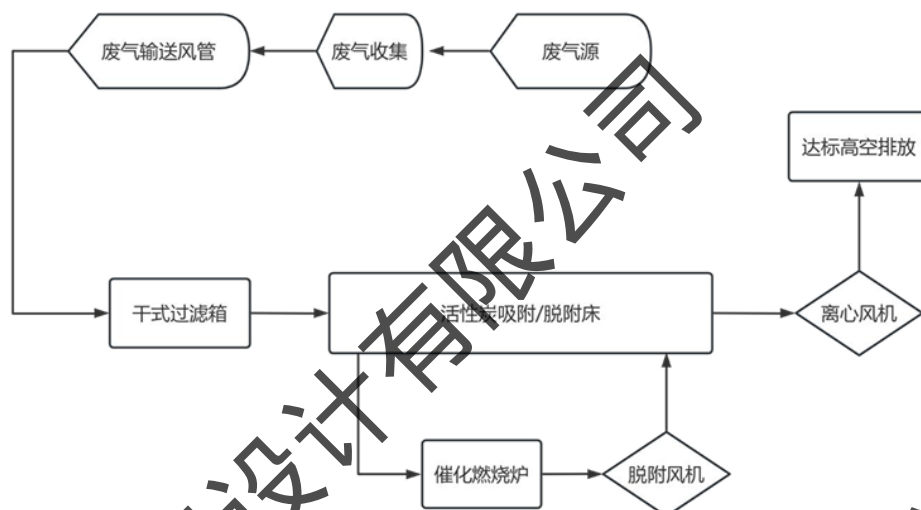 废气输送风管
废气收集
废气源
达标高空排放
干式过滤箱
活性炭吸附/脱附床
离心风机
催化燃烧炉
脱附风机
设计有限公司